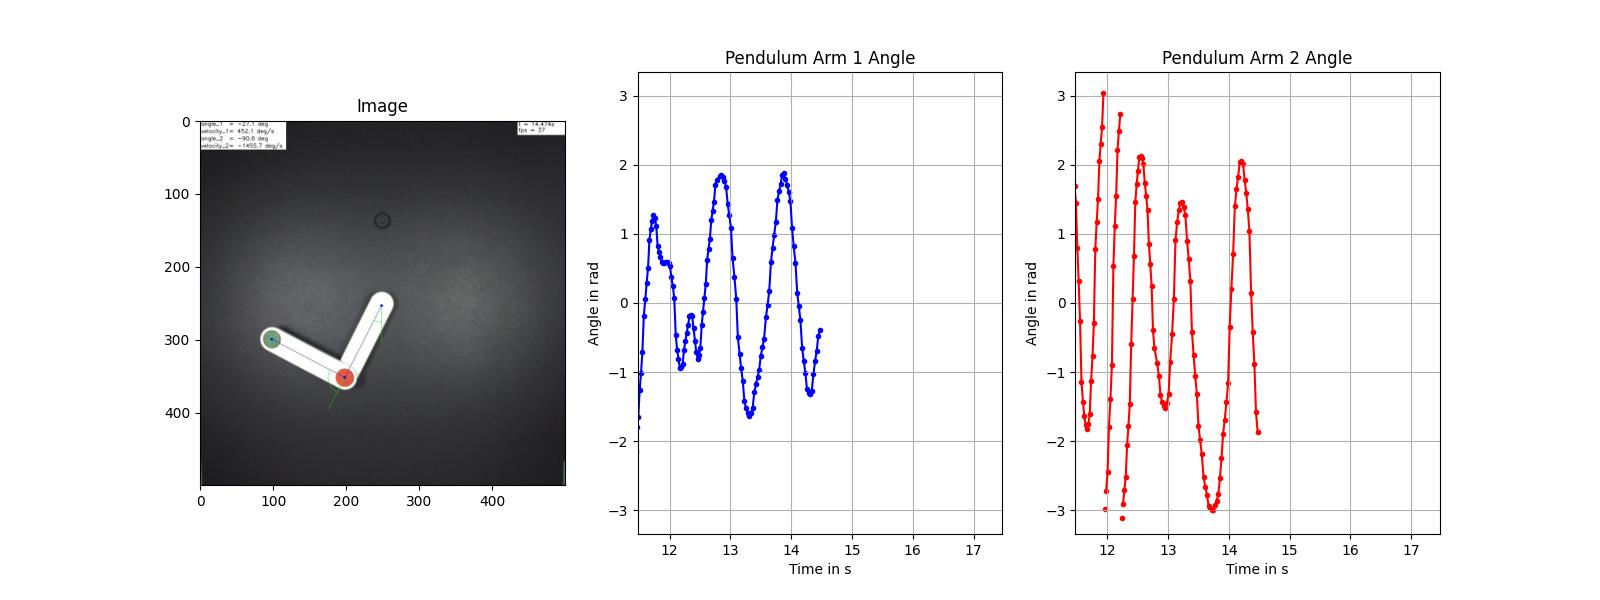 Image
angle_1 = -27.1 deg
velocity_1= 452.1 deg/s
angle_2 = -90.6 deg
velocity_2= -1455.7 deg/s
t = 14.474s
fps = 37
0
100
200
300
400
0 100 200 300 400
Pendulum Arm 1 Angle
Angle in rad
3
2
1
0
−1
−2
−3
12 13 14 15 16 17
Time in s
Pendulum Arm 2 Angle
Angle in rad
3
2
1
0
−1
−2
−3
12 13 14 15 16 17
Time in s